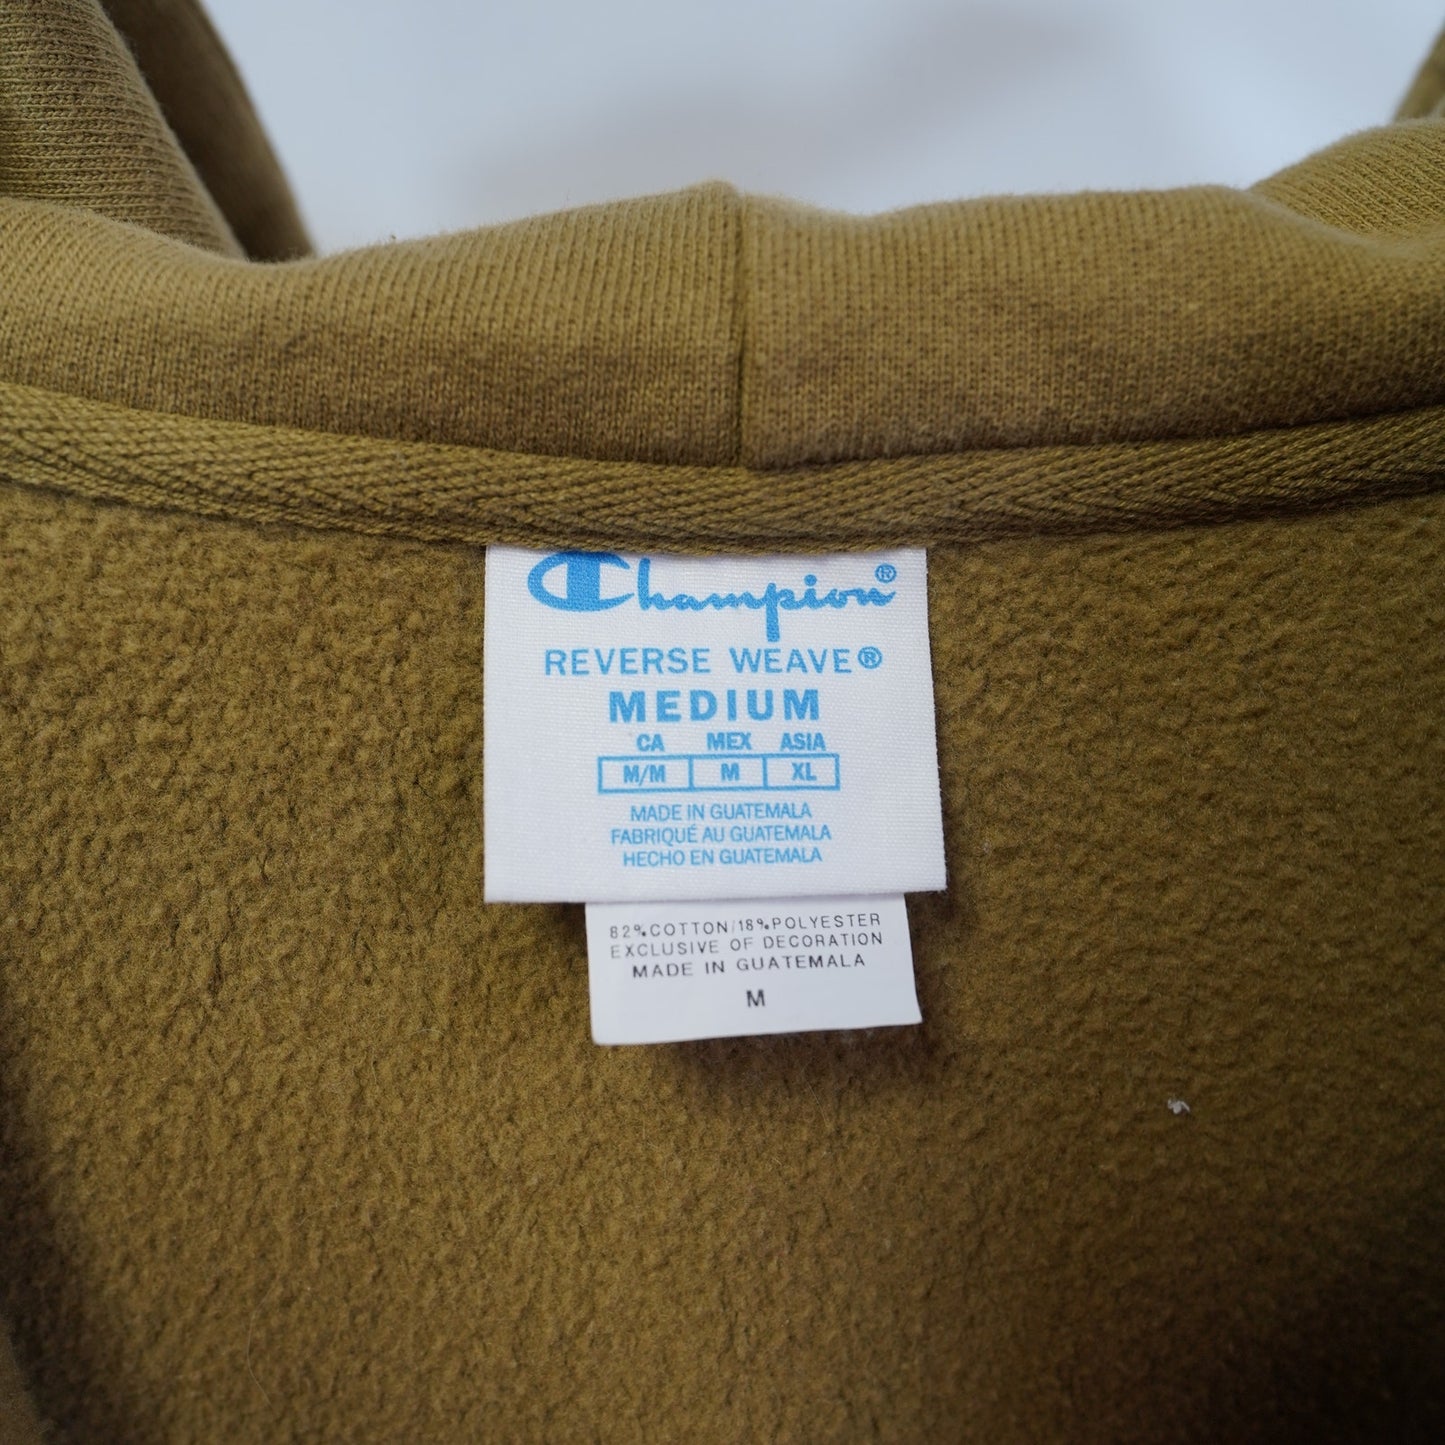 Champion®
REVERSE WEAVE®
MEDIUM
CA MEX ASIA
M/M M XL
MADE IN GUATEMALA
FABRIQUÉ AU GUATEMALA
HECHO EN GUATEMALA
82%COTTON/18%POLYESTER
EXCLUSIVE OF DECORATION
MADE IN GUATEMALA
M